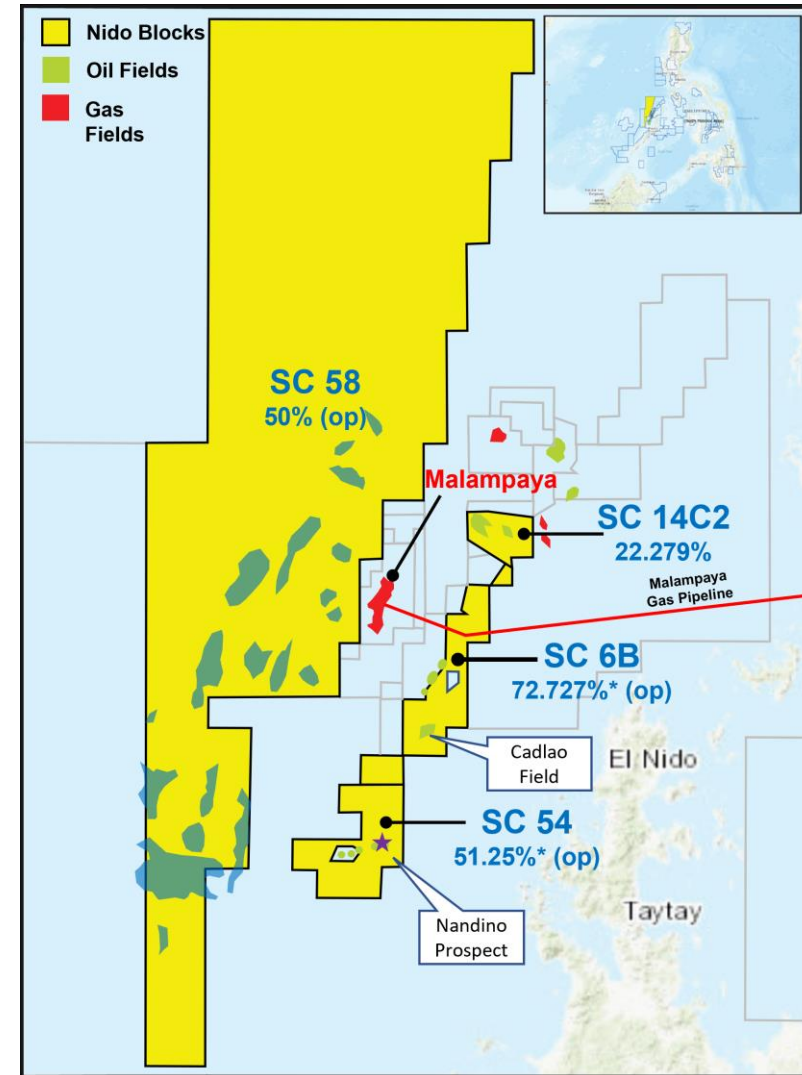 Nido Blocks
Oil Fields
Gas
Fields
SC 58
50% (op)
Malampaya
SC 14C2
22.279%
Malampaya
Gas Pipeline
SC 6B
72.727%* (op)
Cadlao
Field
El Nido
SC 54
51.25%* (op)
Nandino
Prospect
Taytay